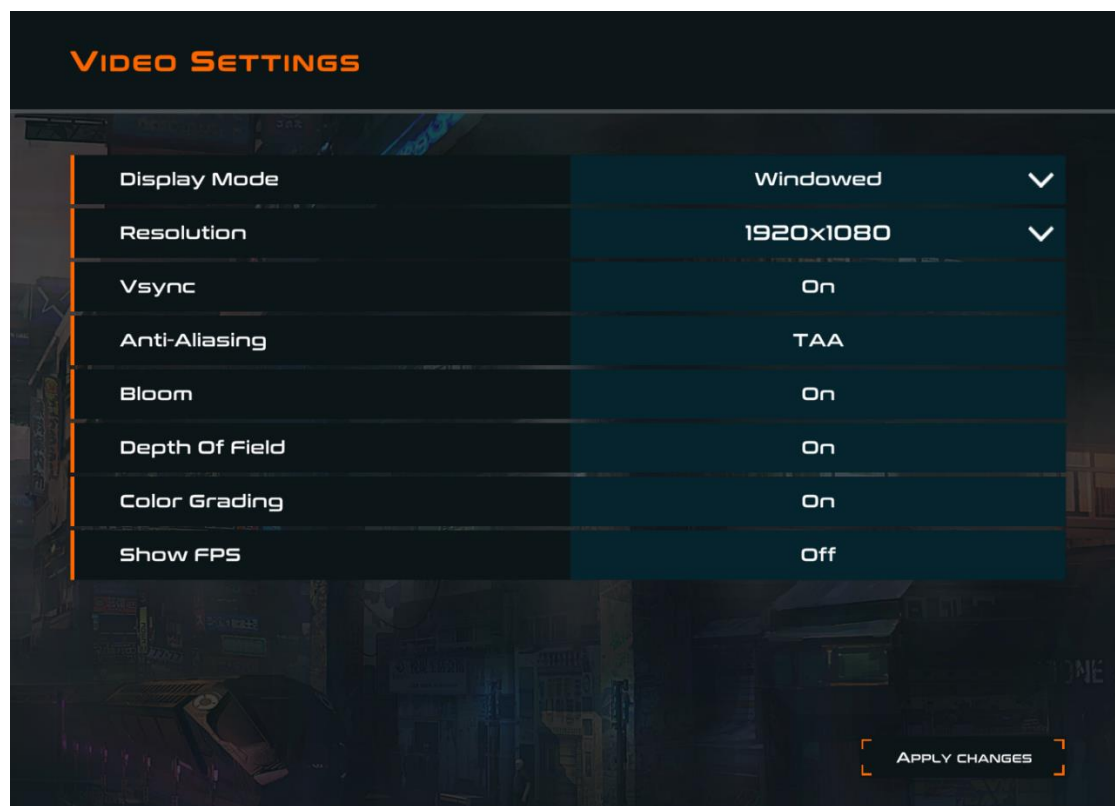 Video Settings
Display Mode Windowed
Resolution 1920x1080
Vsync On
Anti-Aliasing TAA
Bloom On
Depth Of Field On
Color Grading On
Show FPS Off
Apply changes